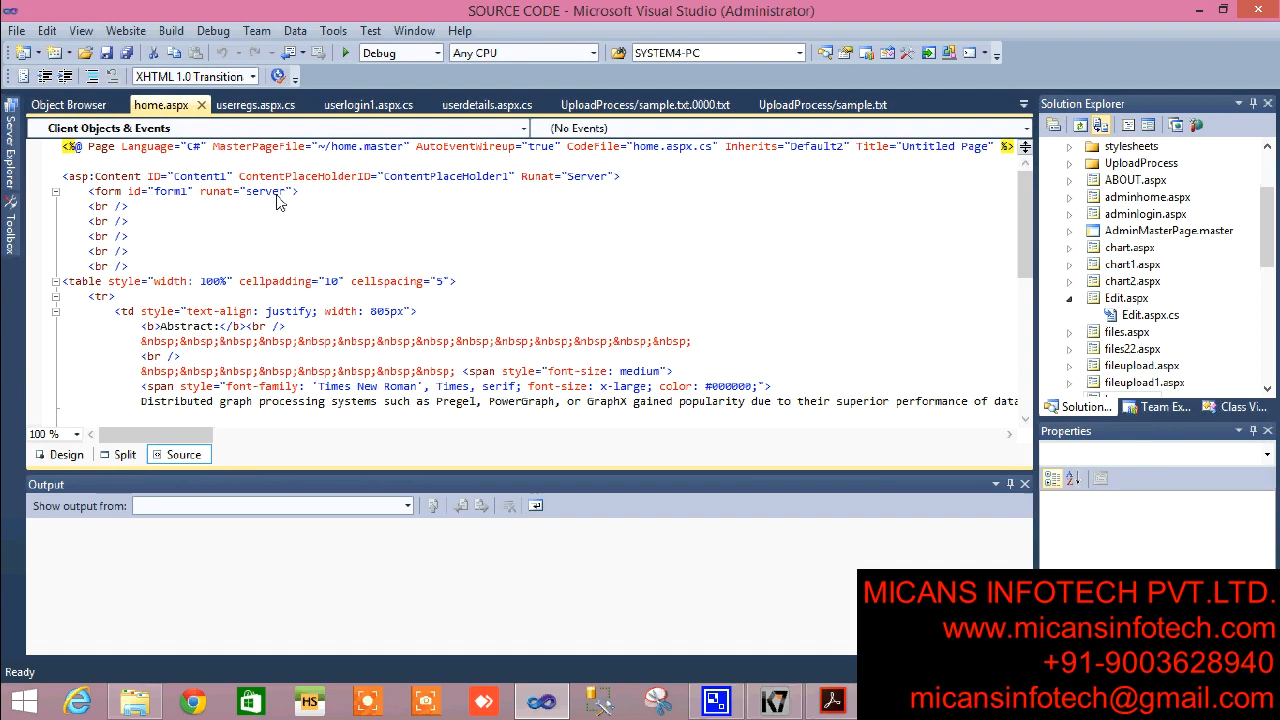 SOURCE CODE - Microsoft Visual Studio (Administrator)
File Edit View Website Build Debug Team Data Tools Test Window Help
Debug Any CPU SYSTEM4-PC
XHTML 1.0 Transition
Object Browser home.aspx userregs.aspx.cs userlogin1.aspx.cs userdetails.aspx.cs UploadProcess/sample.txt.0000.txt UploadProcess/sample.txt
Client Objects & Events (No Events)
<%@ Page Language="C#" MasterPageFile="~/home.master" AutoEventWireup="true" CodeFile="home.aspx.cs" Inherits="Default2" Title="Untitled Page" %>
<asp:Content ID="Content1" ContentPlaceHolderID="ContentPlaceHolder1" Runat="Server">
<form id="form1" runat="server">
<br />
<br />
<br />
<br />
<br />
<table style="width: 100%" cellpadding="10" cellspacing="5">
<tr>
<td style="text-align: justify; width: 805px">
<b>Abstract:</b><br />
&nbsp;&nbsp;&nbsp;&nbsp;&nbsp;&nbsp;&nbsp;&nbsp;&nbsp;&nbsp;&nbsp;&nbsp;&nbsp;&nbsp;
<br />
&nbsp;&nbsp;&nbsp;&nbsp;&nbsp;&nbsp;&nbsp;&nbsp; <span style="font-size: medium">
<span style="font-family: 'Times New Roman', Times, serif; font-size: x-large; color: #000000;">
Distributed graph processing systems such as Pregel, PowerGraph, or GraphX gained popularity due to their superior performance of data
100 %
Design Split Source
Output
Show output from:
Ready
Server Explorer
Toolbox
Solution Explorer
stylesheets
UploadProcess
ABOUT.aspx
adminhome.aspx
adminlogin.aspx
AdminMasterPage.master
chart.aspx
chart1.aspx
chart2.aspx
Edit.aspx
Edit.aspx.cs
files.aspx
files22.aspx
fileupload.aspx
fileupload1.aspx
Solution... Team Ex... Class Vi...
Properties
MICANS INFOTECH PVT.LTD.
www.micansinfotech.com
+91-9003628940
micansinfotech@gmail.com
HS
K7